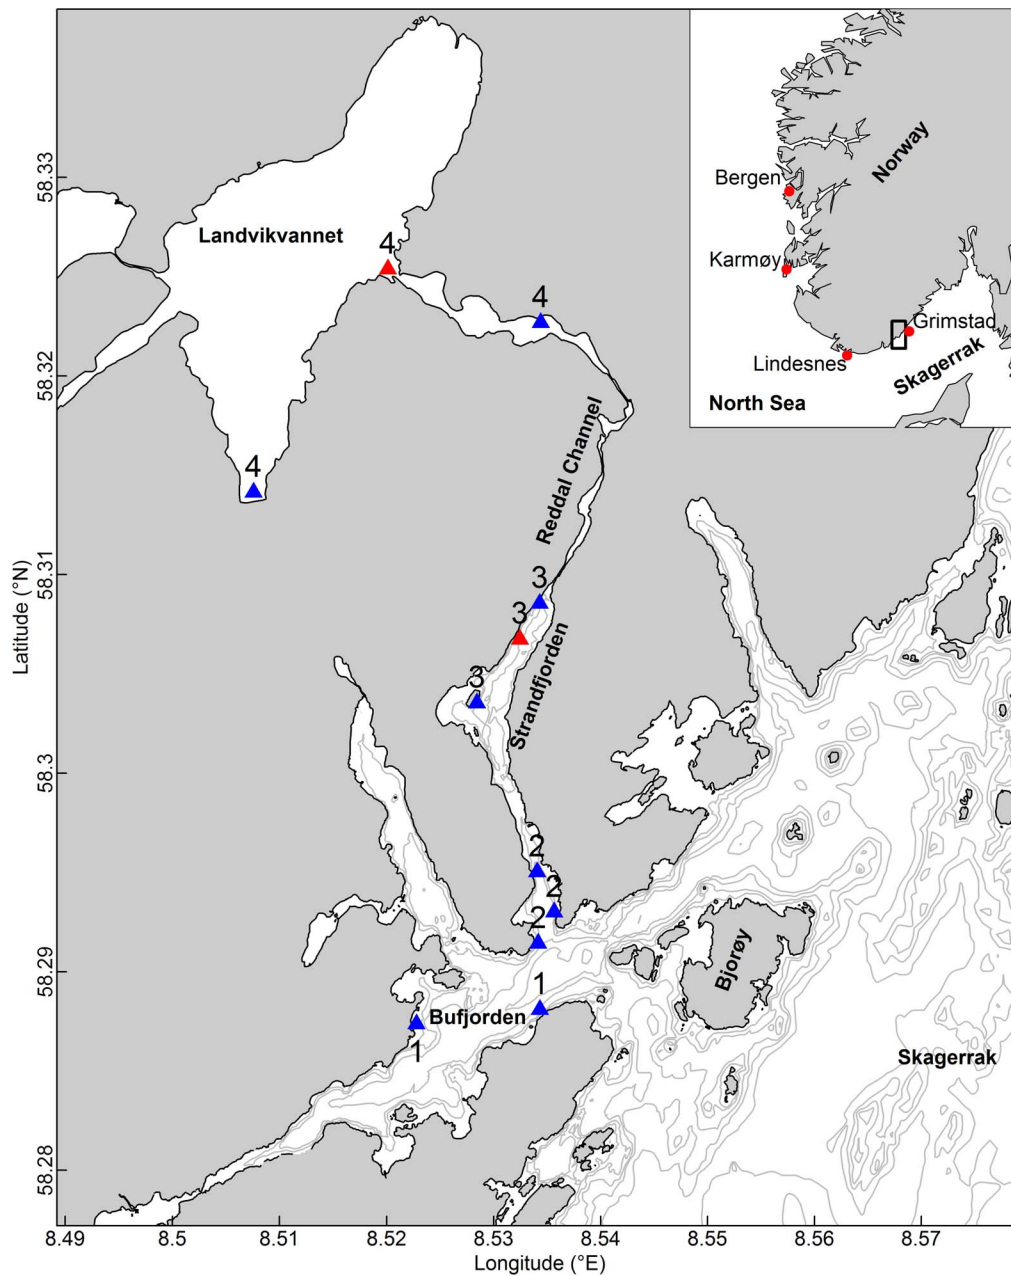 Norway
Bergen
Karmøy
Grimstad
Lindesnes
Skagerrak
North Sea
Landvikvannet
4
4
4
Reddal Channel
3
3
3
Strandfjorden
2
2
2
1
1
Bufjorden
Bjorøy
Skagerrak
58.33
58.32
58.31
58.3
58.29
58.28
Latitude (°N)
8.49
8.5
8.51
8.52
8.53
8.54
8.55
8.56
8.57
Longitude (°E)